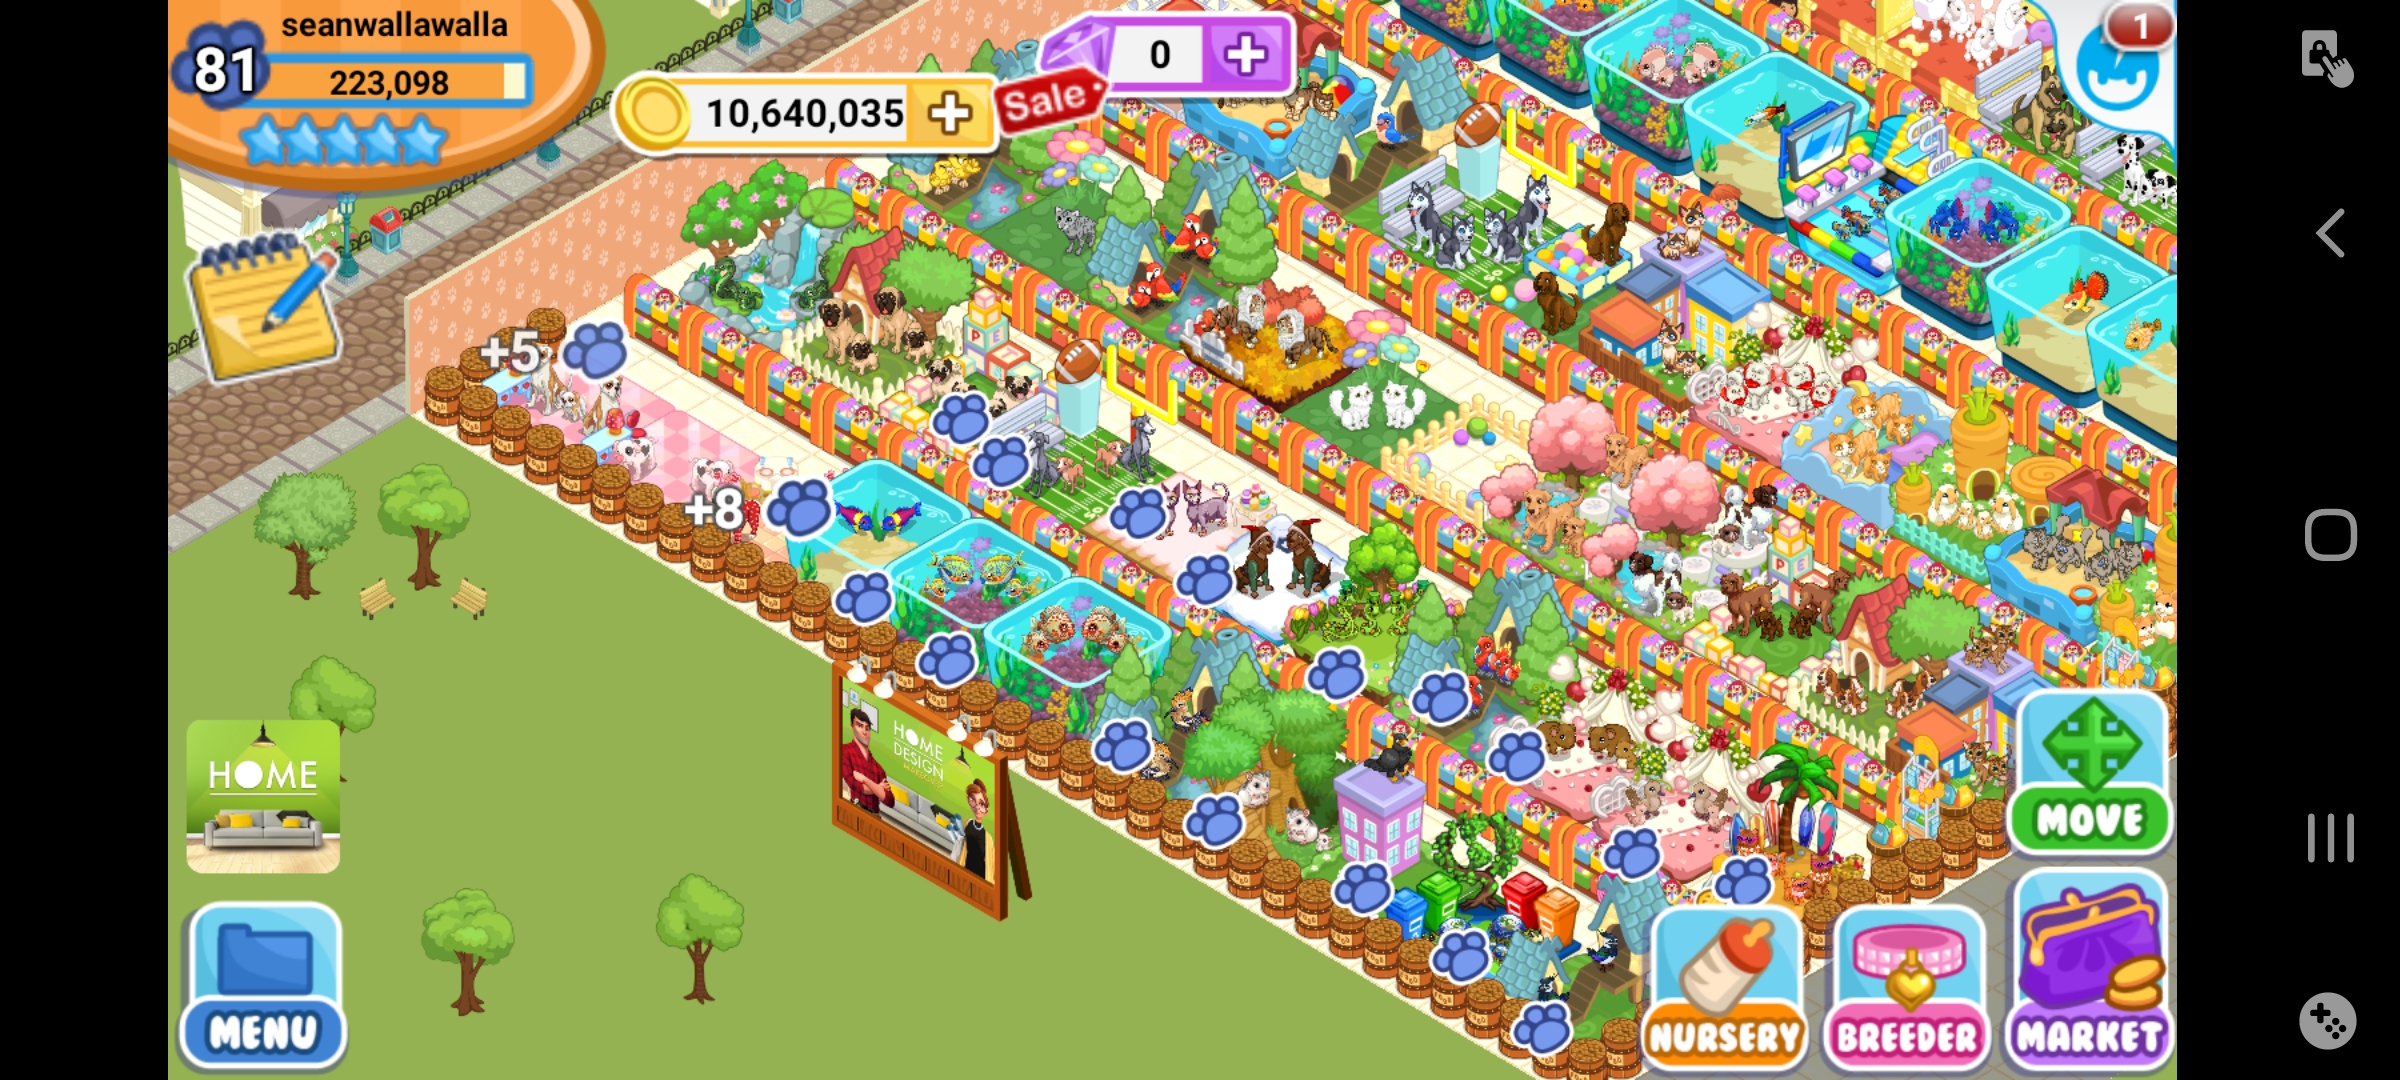 seanwallawalla
81
223,098
10,640,035
Sale
0
1
+5
+8
HOME
HOME
DESIGN
MENU
MOVE
NURSERY
BREEDER
MARKET